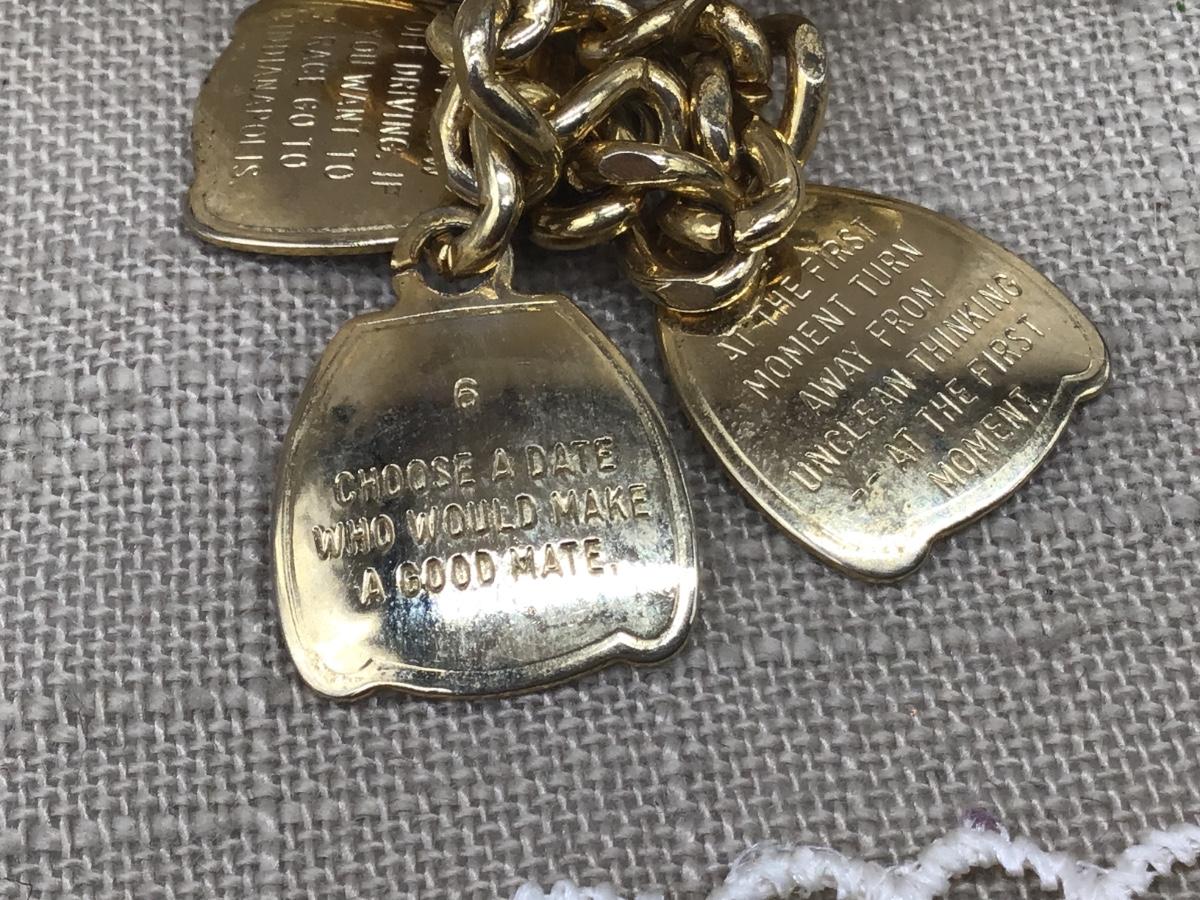 OFF DRIVING. IF
YOU WANT TO
RACE GO TO
INDIANAPOLIS
6
CHOOSE A DATE
WHO WOULD MAKE
A GOOD MATE.
AT THE FIRST
MOMENT TURN
AWAY FROM
UNCLEAN THINKING
AT THE FIRST
MOMENT.